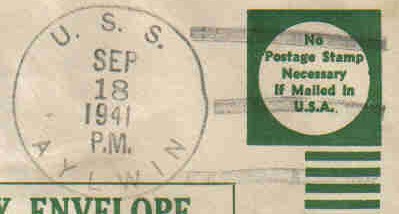 U. S. S.
SEP
18
1941
P.M.
AYLWIN
No
Postage Stamp
Necessary
If Mailed In
U.S.A.
Y ENVELOPE